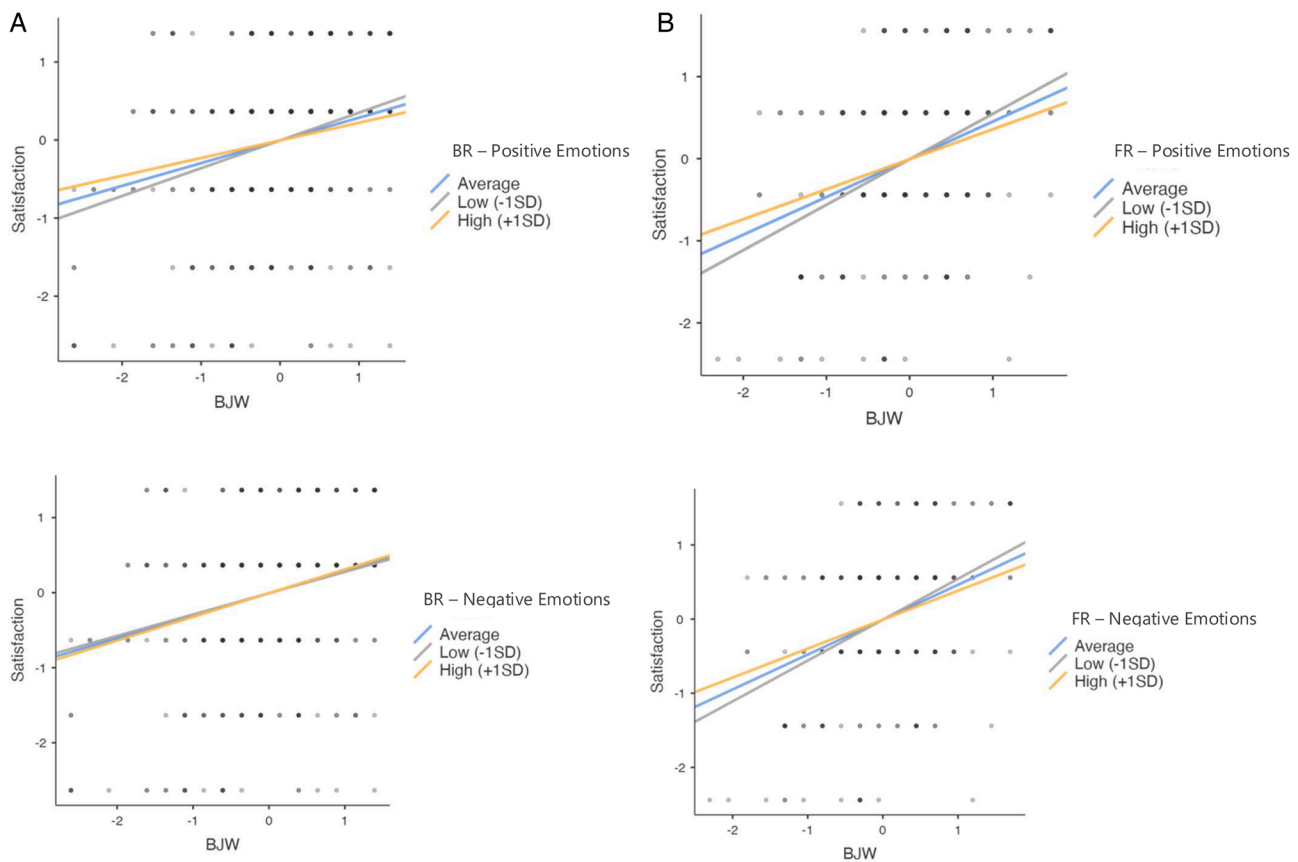 A
1
0
-1
-2
Satisfaction
-2
-1
0
1
BJW
BR – Positive Emotions
Average
Low (-1SD)
High (+1SD)
B
1
0
-1
-2
Satisfaction
-2
-1
0
1
BJW
FR – Positive Emotions
Average
Low (-1SD)
High (+1SD)
1
0
-1
-2
Satisfaction
-2
-1
0
1
BJW
BR – Negative Emotions
Average
Low (-1SD)
High (+1SD)
1
0
-1
-2
Satisfaction
-2
-1
0
1
BJW
FR – Negative Emotions
Average
Low (-1SD)
High (+1SD)